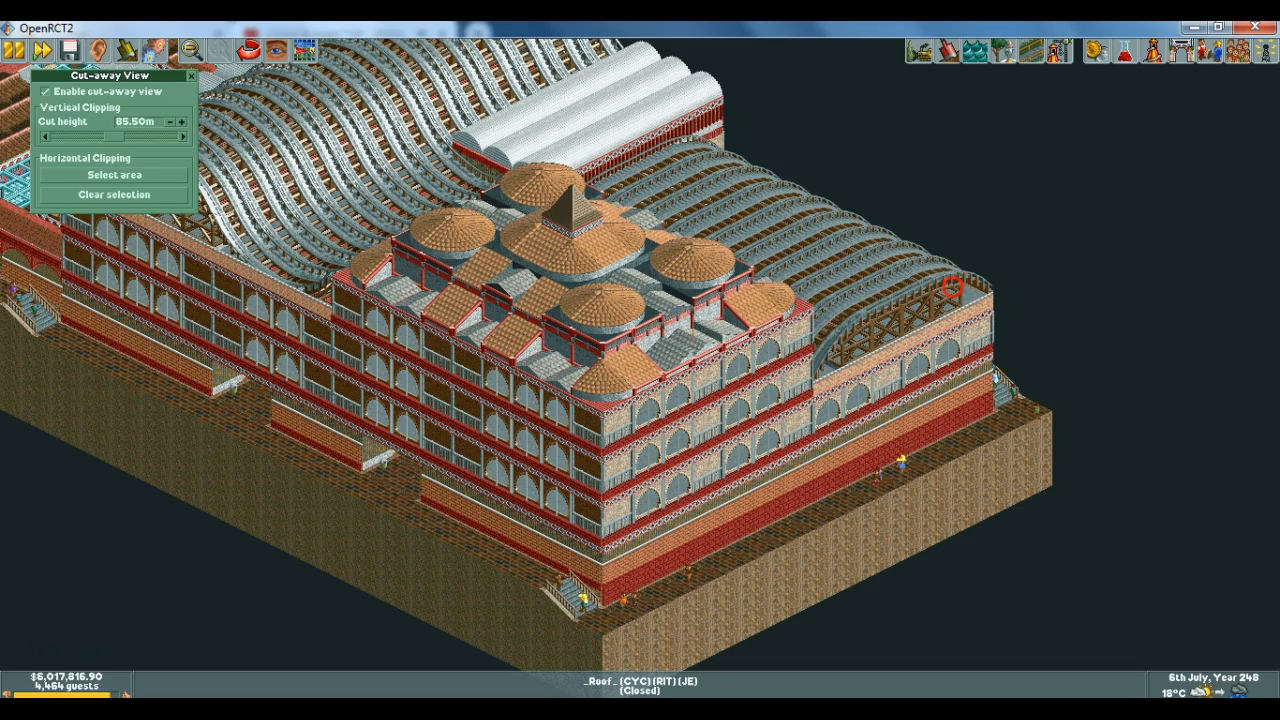 OpenRCT2
Cut-away View
Enable cut-away view
Vertical Clipping
Cut height 85.50m - +
Horizontal Clipping
Select area
Clear selection
$6,017,816.90
4,464 guests
_Roof_ (CYC)(RIT)(JE)
(Closed)
6th July, Year 248
18°C